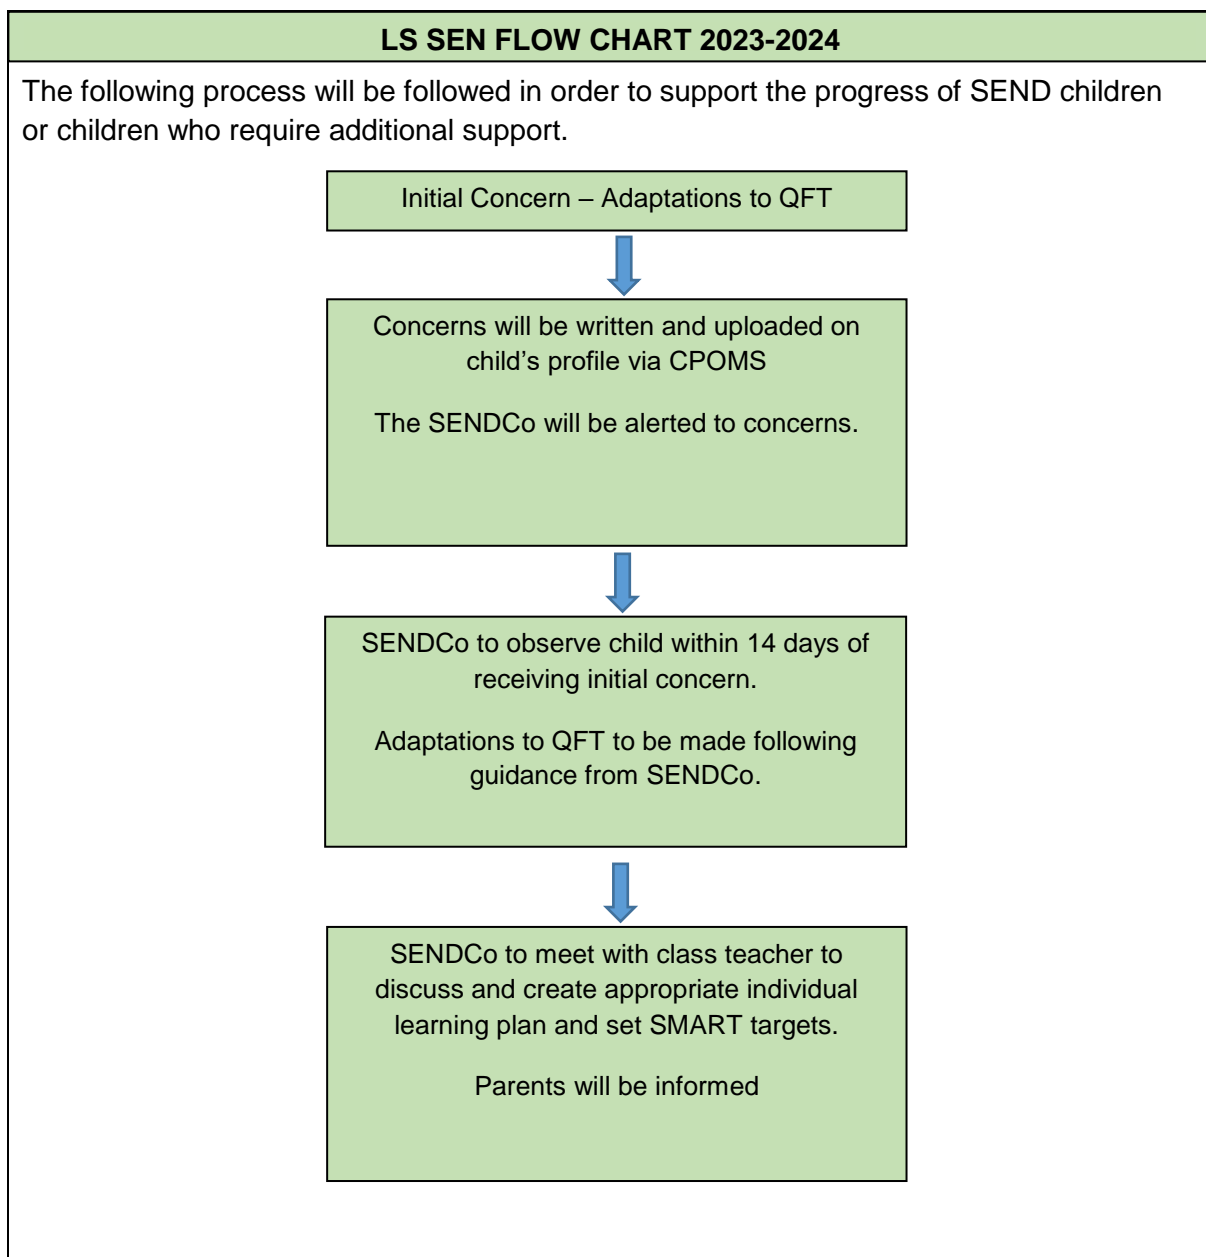 LS SEN FLOW CHART 2023-2024
The following process will be followed in order to support the progress of SEND children
or children who require additional support.
Initial Concern – Adaptations to QFT
Concerns will be written and uploaded on
child’s profile via CPOMS
The SENDCo will be alerted to concerns.
SENDCo to observe child within 14 days of
receiving initial concern.
Adaptations to QFT to be made following
guidance from SENDCo.
SENDCo to meet with class teacher to
discuss and create appropriate individual
learning plan and set SMART targets.
Parents will be informed